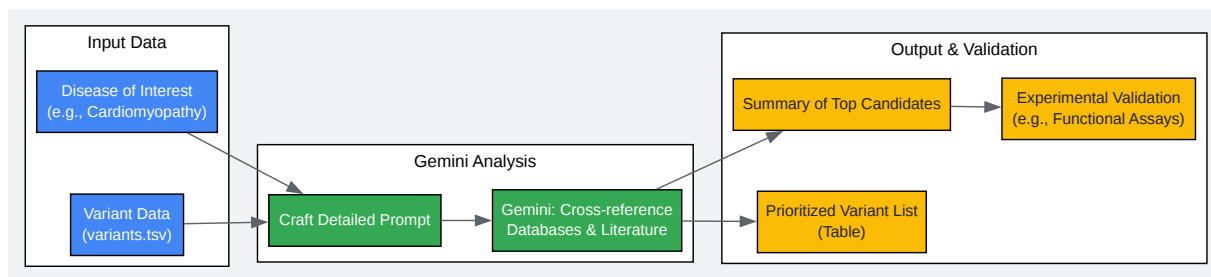 Input Data
Disease of Interest
(e.g., Cardiomyopathy)
Variant Data
(variants.tsv)
Gemini Analysis
Craft Detailed Prompt
Gemini: Cross-reference
Databases & Literature
Output & Validation
Summary of Top Candidates
Experimental Validation
(e.g., Functional Assays)
Prioritized Variant List
(Table)